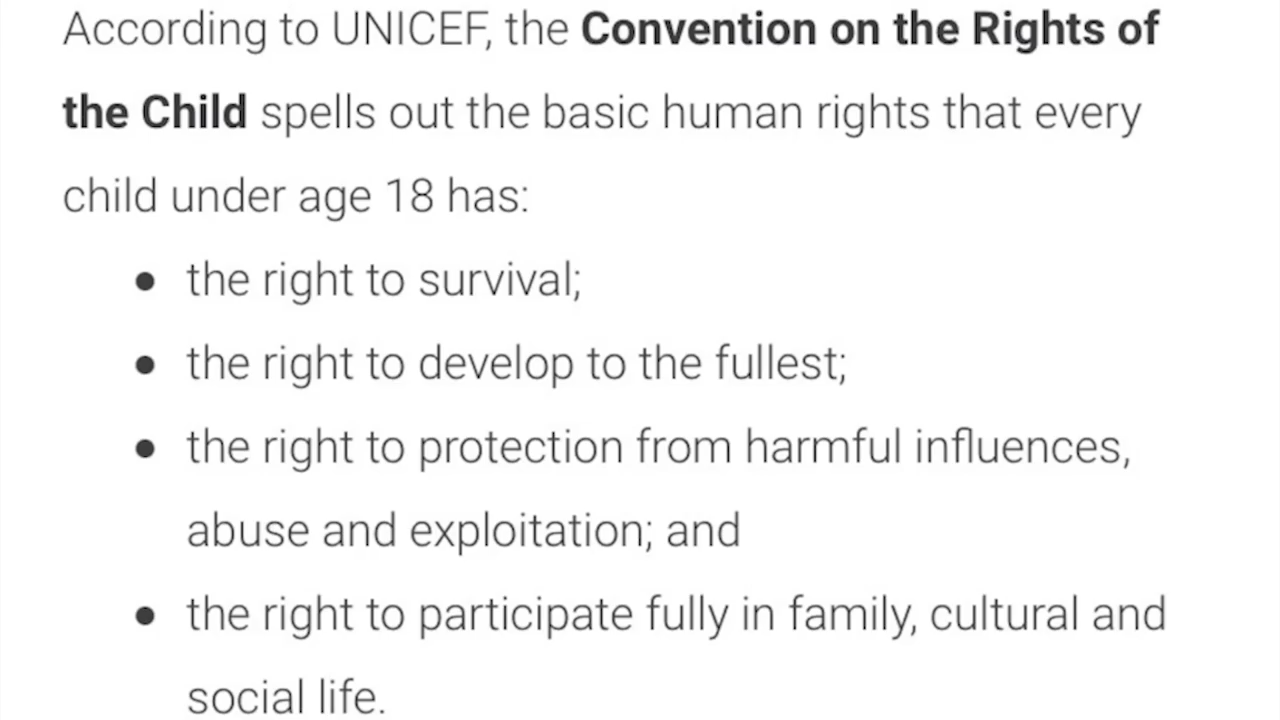 According to UNICEF, the Convention on the Rights of
the Child spells out the basic human rights that every
child under age 18 has:
● the right to survival;
● the right to develop to the fullest;
● the right to protection from harmful influences,
abuse and exploitation; and
● the right to participate fully in family, cultural and
social life.